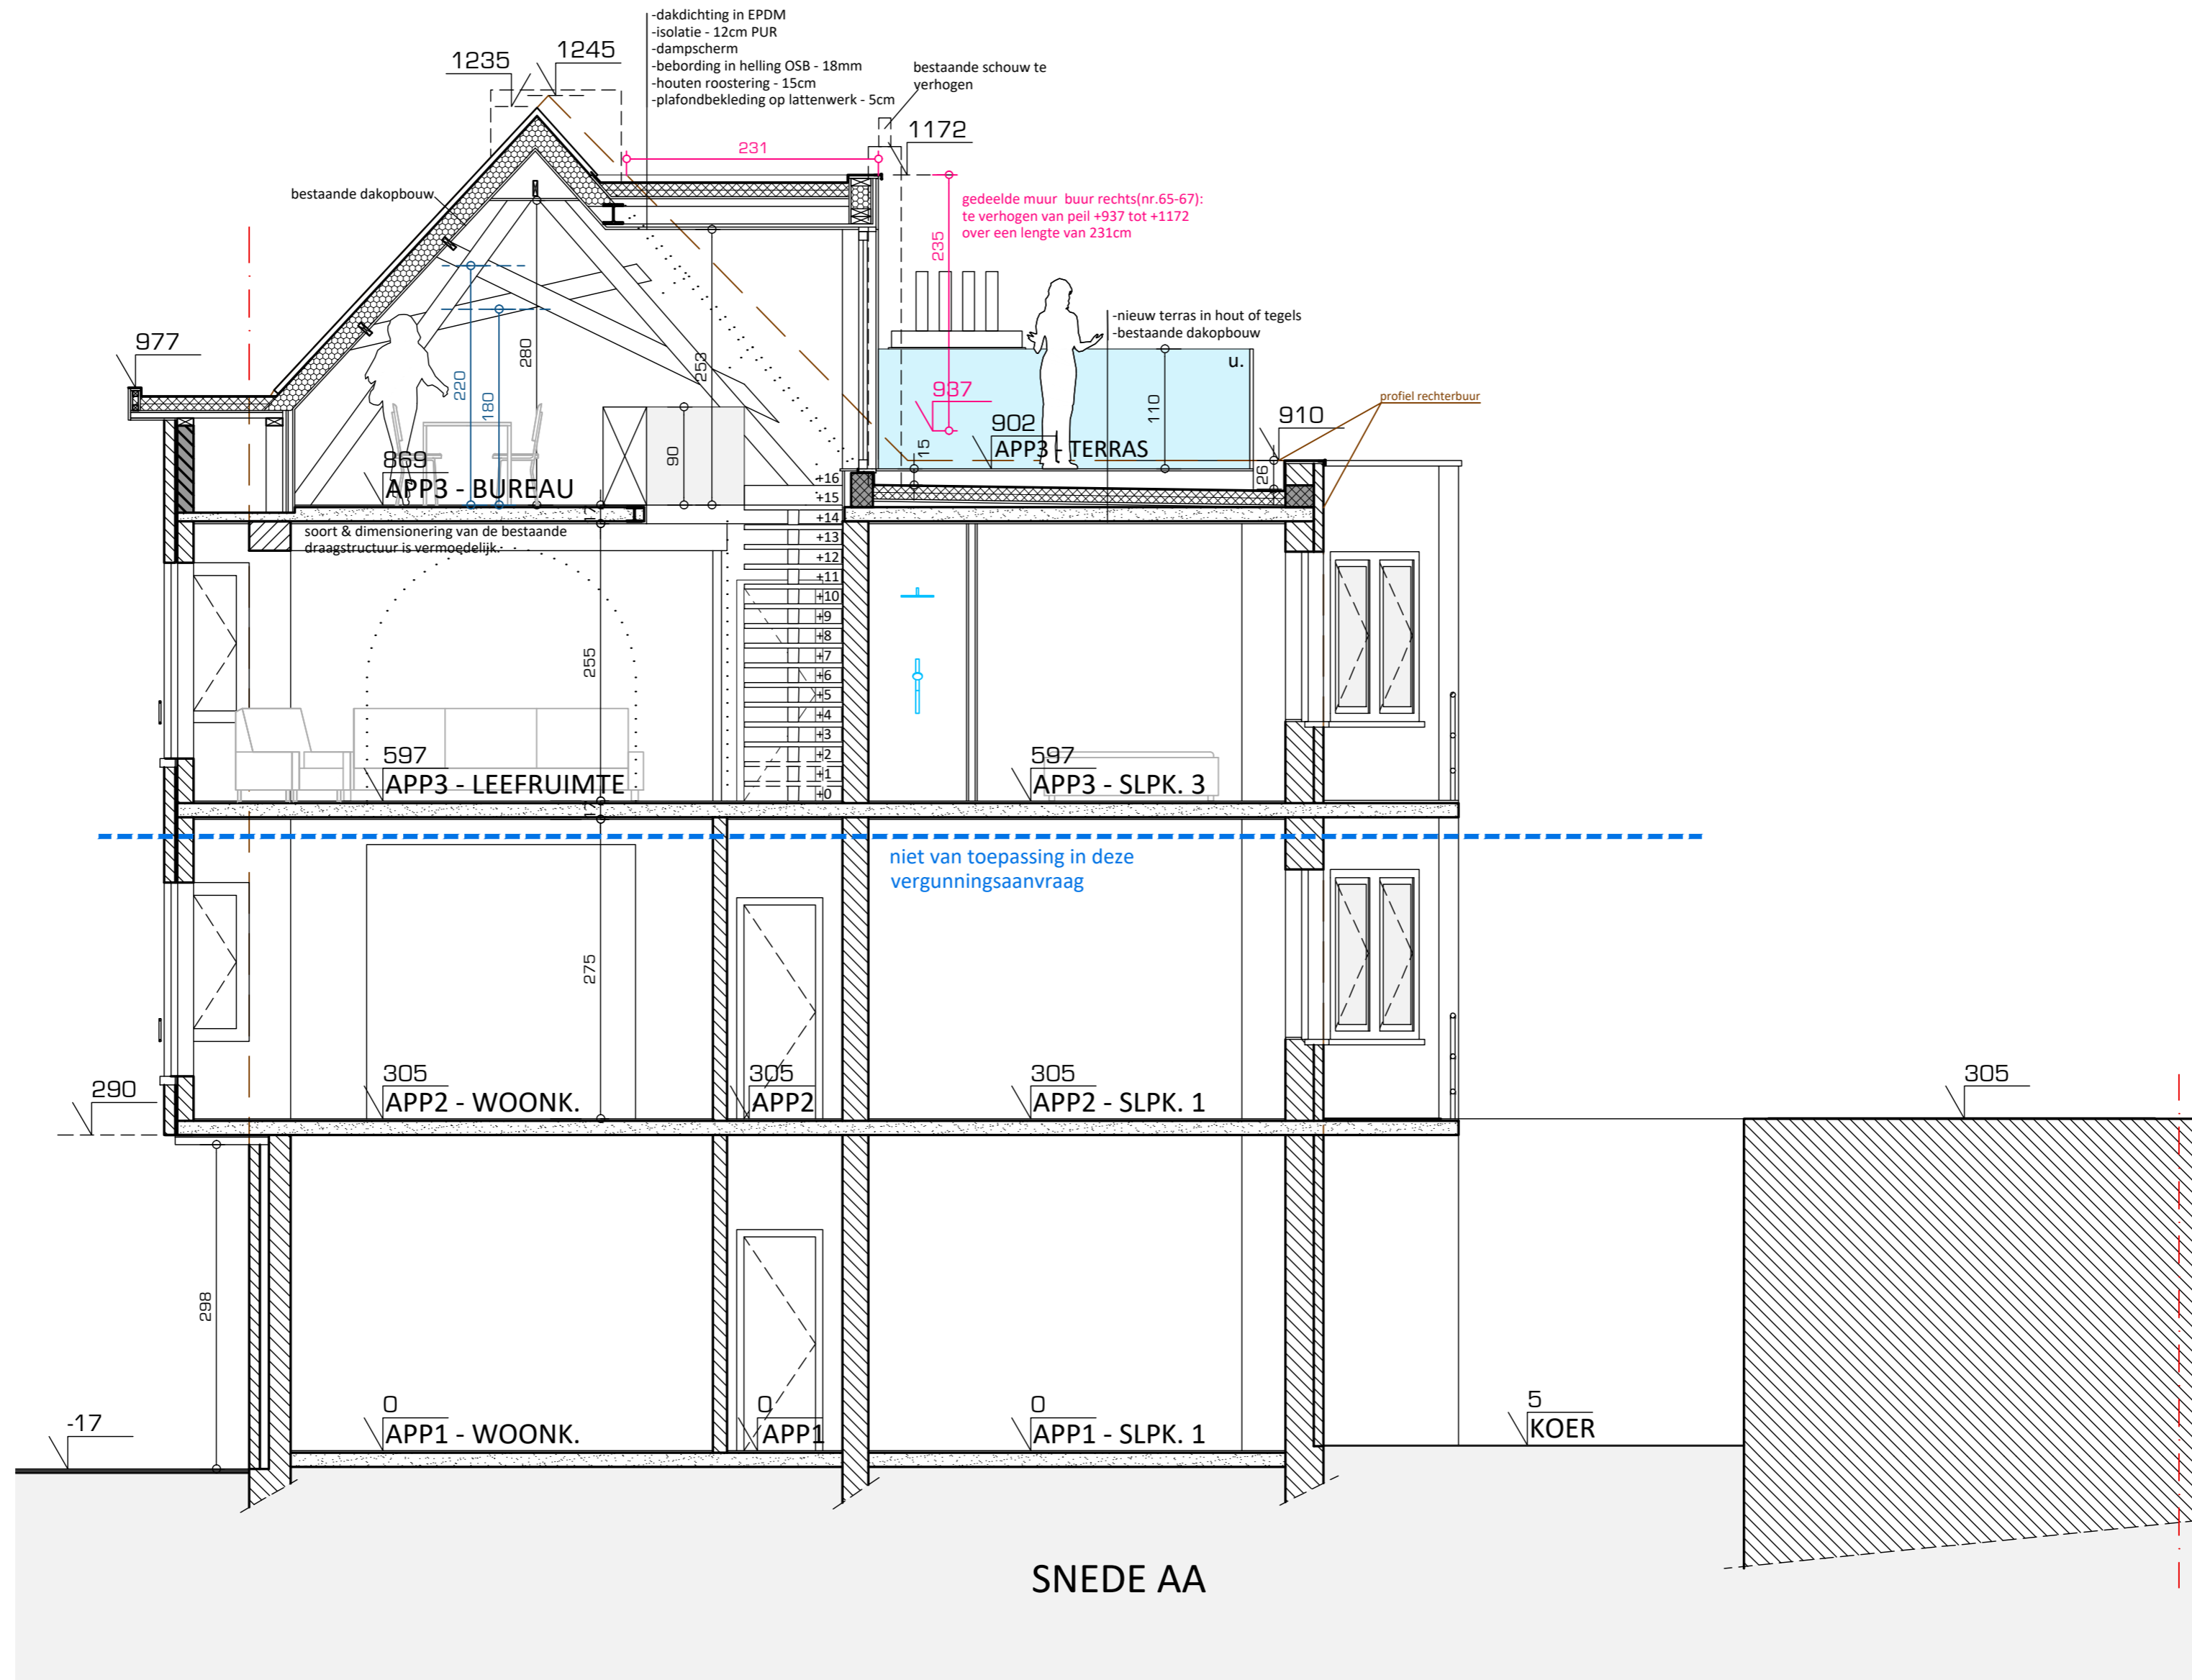 -dakdichting in EPDM
-isolatie - 12cm PUR
-dampscherm
-bebording in helling OSB - 18mm
-houten roostering - 15cm
-plafondbekleding op lattenwerk - 5cm
1235
1245
bestaande schouw te
verhogen
1172
231
bestaande dakopbouw
gedeelde muur buur rechts(nr.65-67):
te verhogen van peil +937 tot +1172
over een lengte van 231cm
235
-nieuw terras in hout of tegels
-bestaande dakopbouw
977
280
253
220
180
u.
937
110
profiel rechterbuur
910
902
APP3 - TERRAS
15
26
90
869
APP3 - BUREAU
17
soort & dimensionering van de bestaande
draagstructuur is vermoedelijk.
+16
+15
+14
+13
+12
+11
+10
+9
+8
+7
+6
+5
+4
+3
+2
+1
+0
255
597
APP3 - LEEFRUIMTE
597
APP3 - SLPK. 3
17
niet van toepassing in deze
vergunningsaanvraag
275
290
305
APP2 - WOONK.
305
APP2
305
APP2 - SLPK. 1
305
298
-17
0
APP1 - WOONK.
0
APP1
0
APP1 - SLPK. 1
5
KOER
SNEDE AA